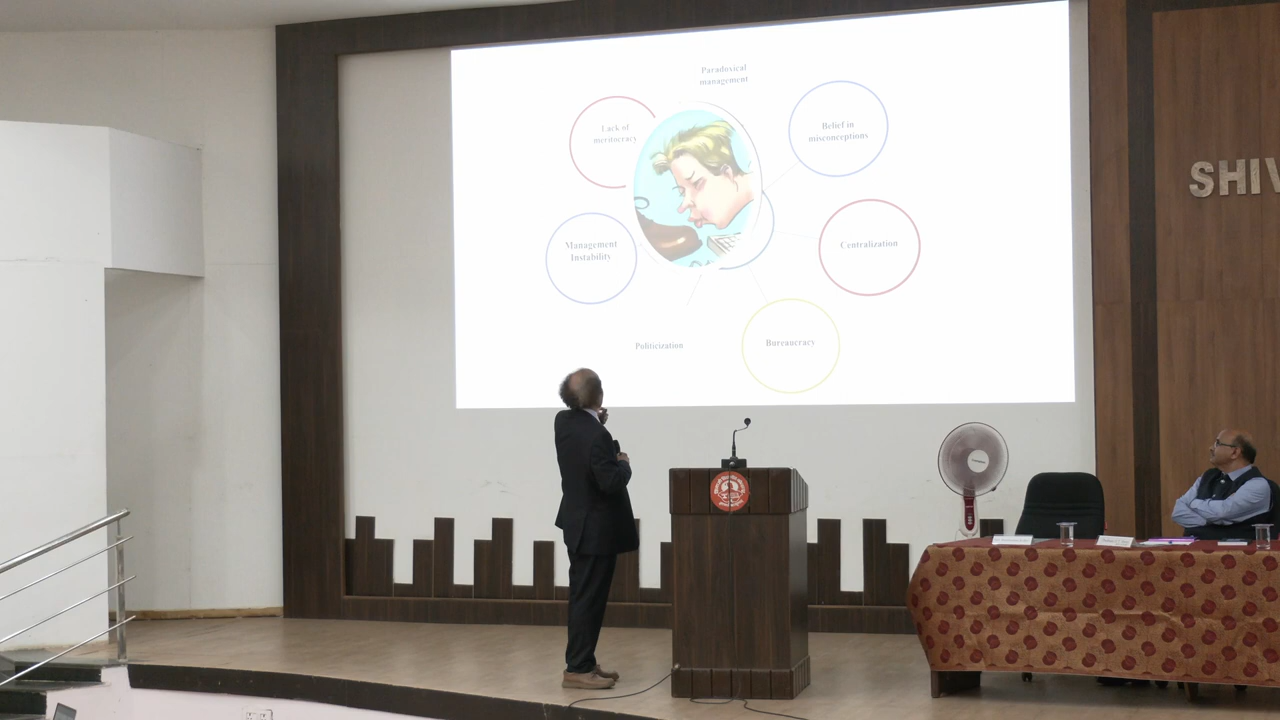 Paradoxical
management
Lack of
meritocracy
Belief in
misconceptions
Management
Instability
Centralization
Politicization
Bureaucracy
SHIV